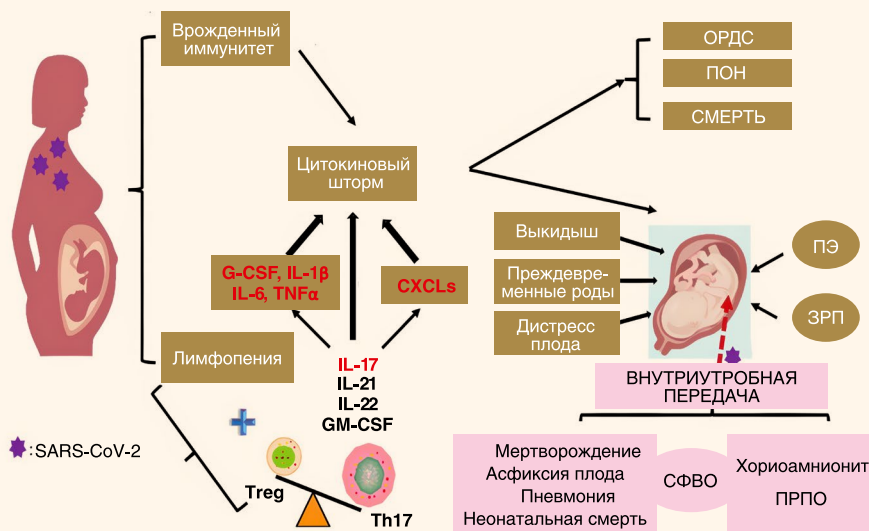 Врожденный
иммунитет
ОРДС
ПОН
СМЕРТЬ
Цитокиновый
шторм
G-CSF, IL-1β
IL-6, TNFα
CXCLs
Выкидыш
Преждевре-
менные роды
Дистресс
плода
ПЭ
ЗРП
Лимфопения
IL-17
IL-21
IL-22
GM-CSF
ВНУТРИУТРОБНАЯ
ПЕРЕДАЧА
:SARS-CoV-2
Treg
Th17
Мертворождение
Асфиксия плода
Пневмония
Неонатальная смерть
СФВО
Хориоамнионит
ПРПО